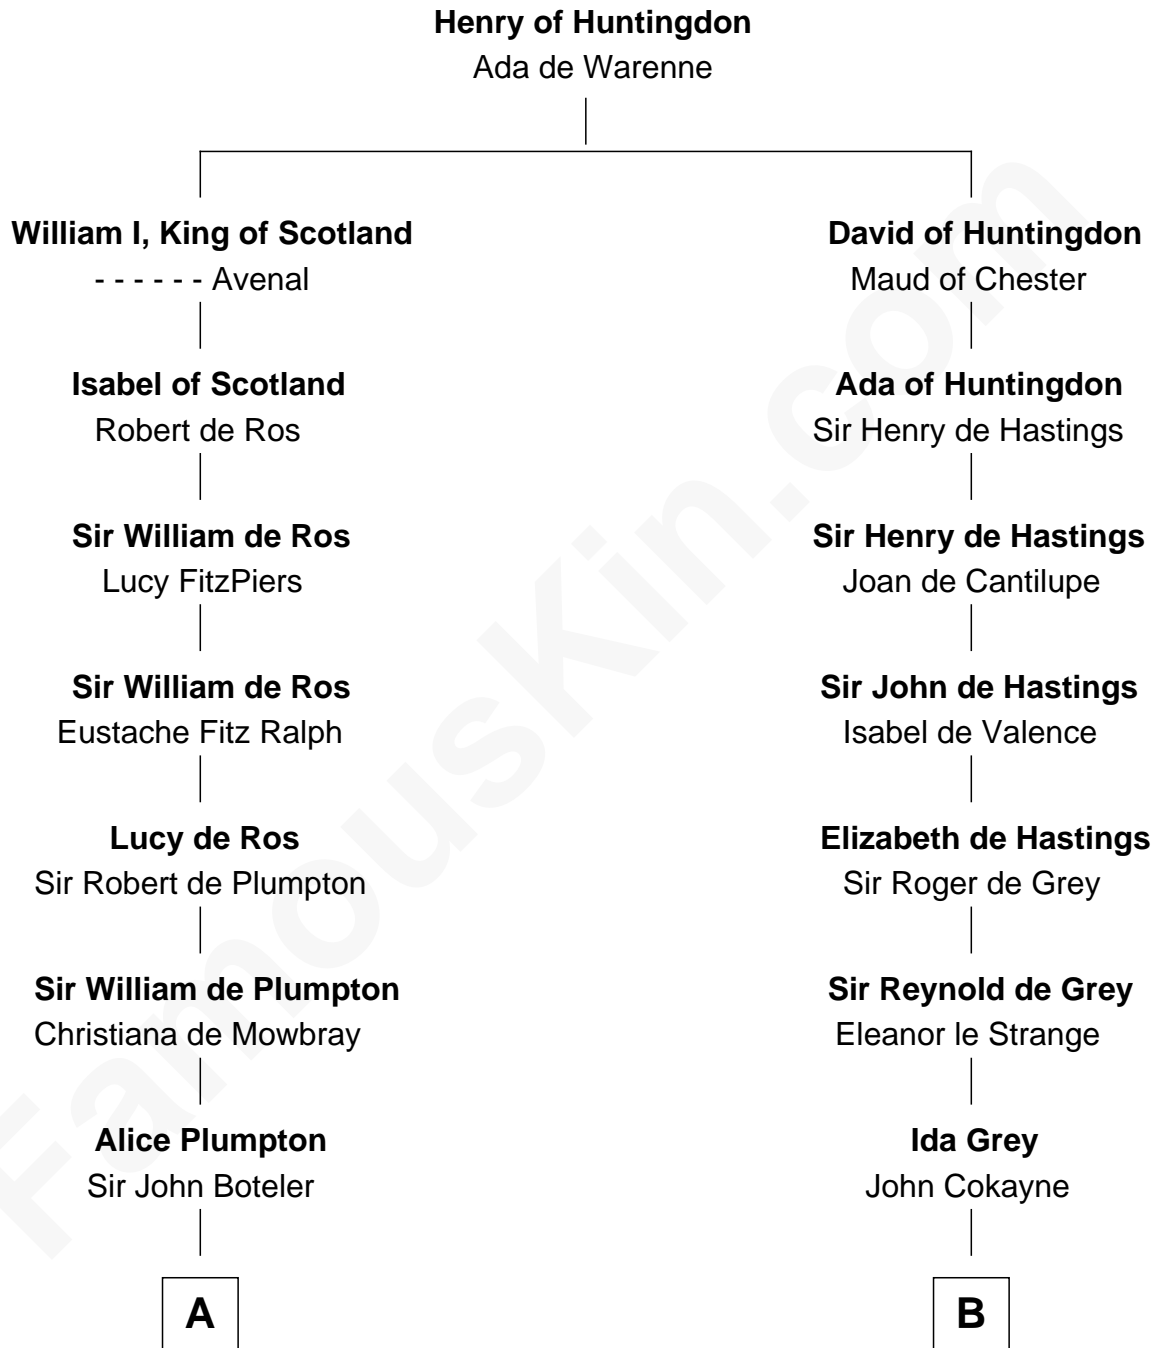 Henry of Huntingdon
Ada de Warenne
William I, King of Scotland
- - - - - - Avenal
Isabel of Scotland
Robert de Ros
Sir William de Ros
Lucy FitzPiers
Sir William de Ros
Eustache Fitz Ralph
Lucy de Ros
Sir Robert de Plumpton
Sir William de Plumpton
Christiana de Mowbray
Alice Plumpton
Sir John Boteler
A
David of Huntingdon
Maud of Chester
Ada of Huntingdon
Sir Henry de Hastings
Sir Henry de Hastings
Joan de Cantilupe
Sir John de Hastings
Isabel de Valence
Elizabeth de Hastings
Sir Roger de Grey
Sir Reynold de Grey
Eleanor le Strange
Ida Grey
John Cokayne
B
FamousKin.com